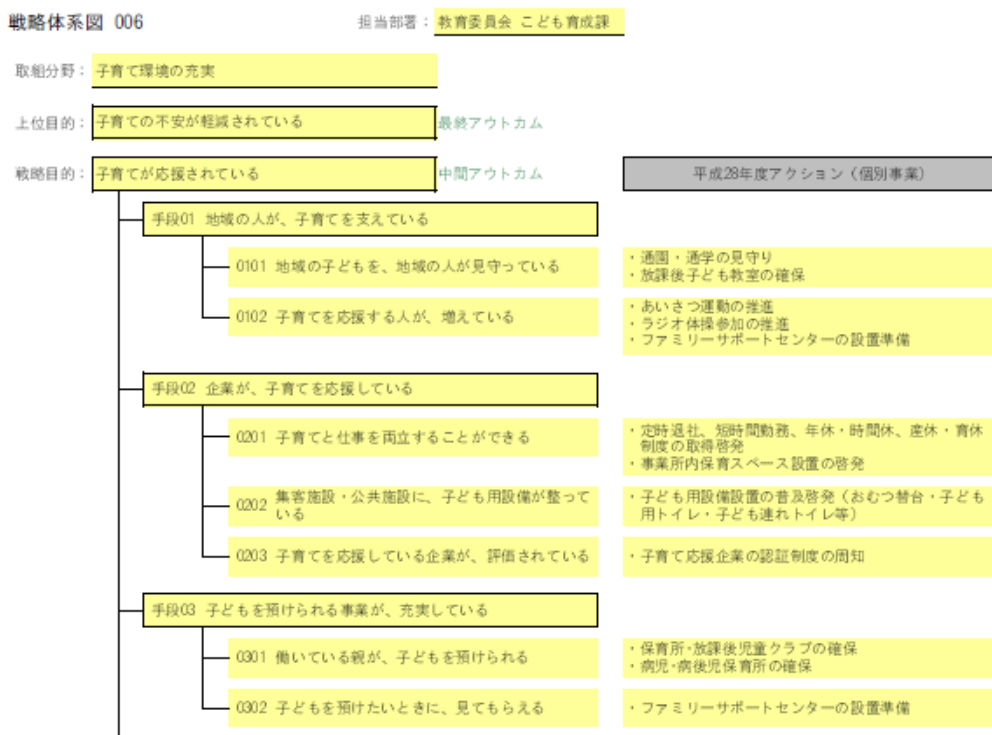 戦略体系図 006
担当部署： 教育委員会 こども育成課
取組分野： 子育て環境の充実
上位目的： 子育ての不安が軽減されている 最終アウトカム
戦略目的： 子育てが応援されている 中間アウトカム
平成28年度アクション（個別事業）
手段01 地域の人が、子育てを支えている
0101 地域の子どもを、地域の人が見守っている
・通園・通学の見守り
・放課後子ども教室の確保
0102 子育てを応援する人が、増えている
・あいさつ運動の推進
・ラジオ体操参加の推進
・ファミリーサポートセンターの設置準備
手段02 企業が、子育てを応援している
0201 子育てと仕事を両立することができる
・定時退社、短時間勤務、年休・時間休、産休・育休
制度の取得啓発
・事業所内保育スペース設置の啓発
0202 集客施設・公共施設に、子ども用設備が整って
いる
・子ども用設備設置の普及啓発（おむつ替台・子ども
用トイレ・子ども連れトイレ等）
0203 子育てを応援している企業が、評価されている
・子育て応援企業の認証制度の周知
手段03 子どもを預けられる事業が、充実している
0301 働いている親が、子どもを預けられる
・保育所・放課後児童クラブの確保
・病児・病後児保育所の確保
0302 子どもを預けたいときに、見てもらえる
・ファミリーサポートセンターの設置準備